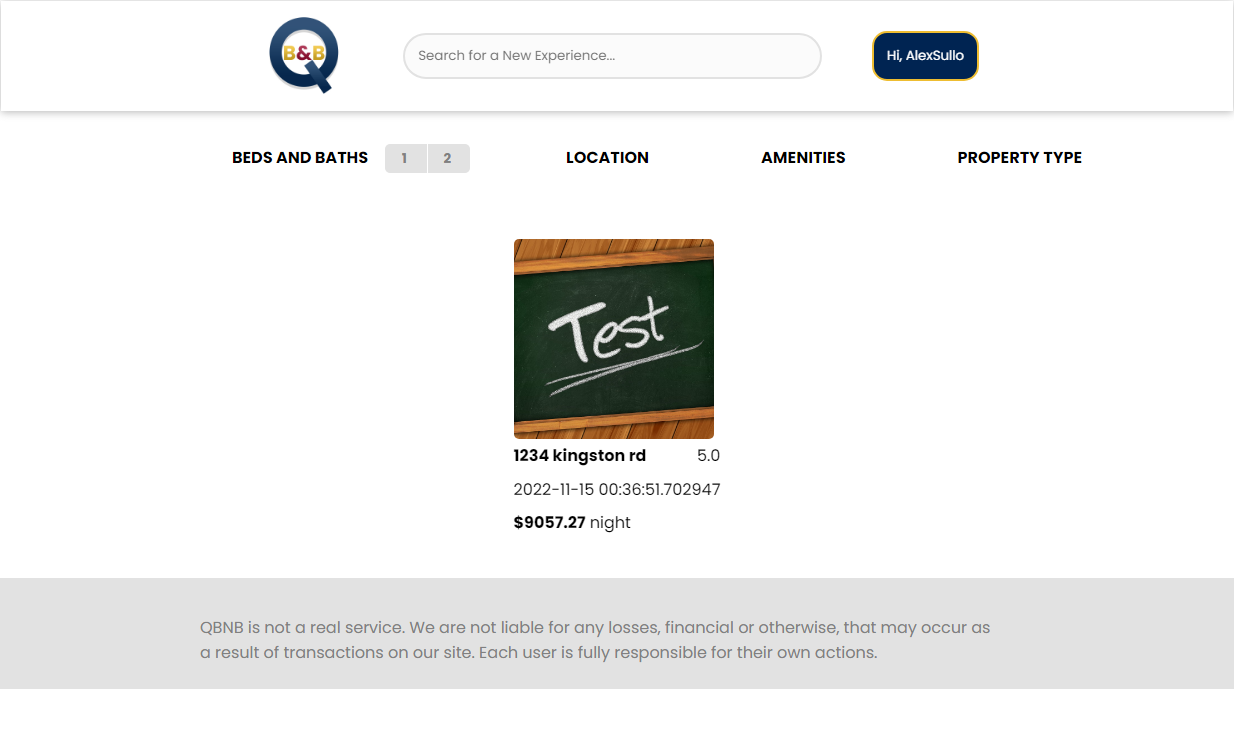 B&B
Search for a New Experience...
Hi, AlexSullo
BEDS AND BATHS 1 2 LOCATION AMENITIES PROPERTY TYPE
Test
1234 kingston rd 5.0
2022-11-15 00:36:51.702947
$9057.27 night
QBNB is not a real service. We are not liable for any losses, financial or otherwise, that may occur as
a result of transactions on our site. Each user is fully responsible for their own actions.